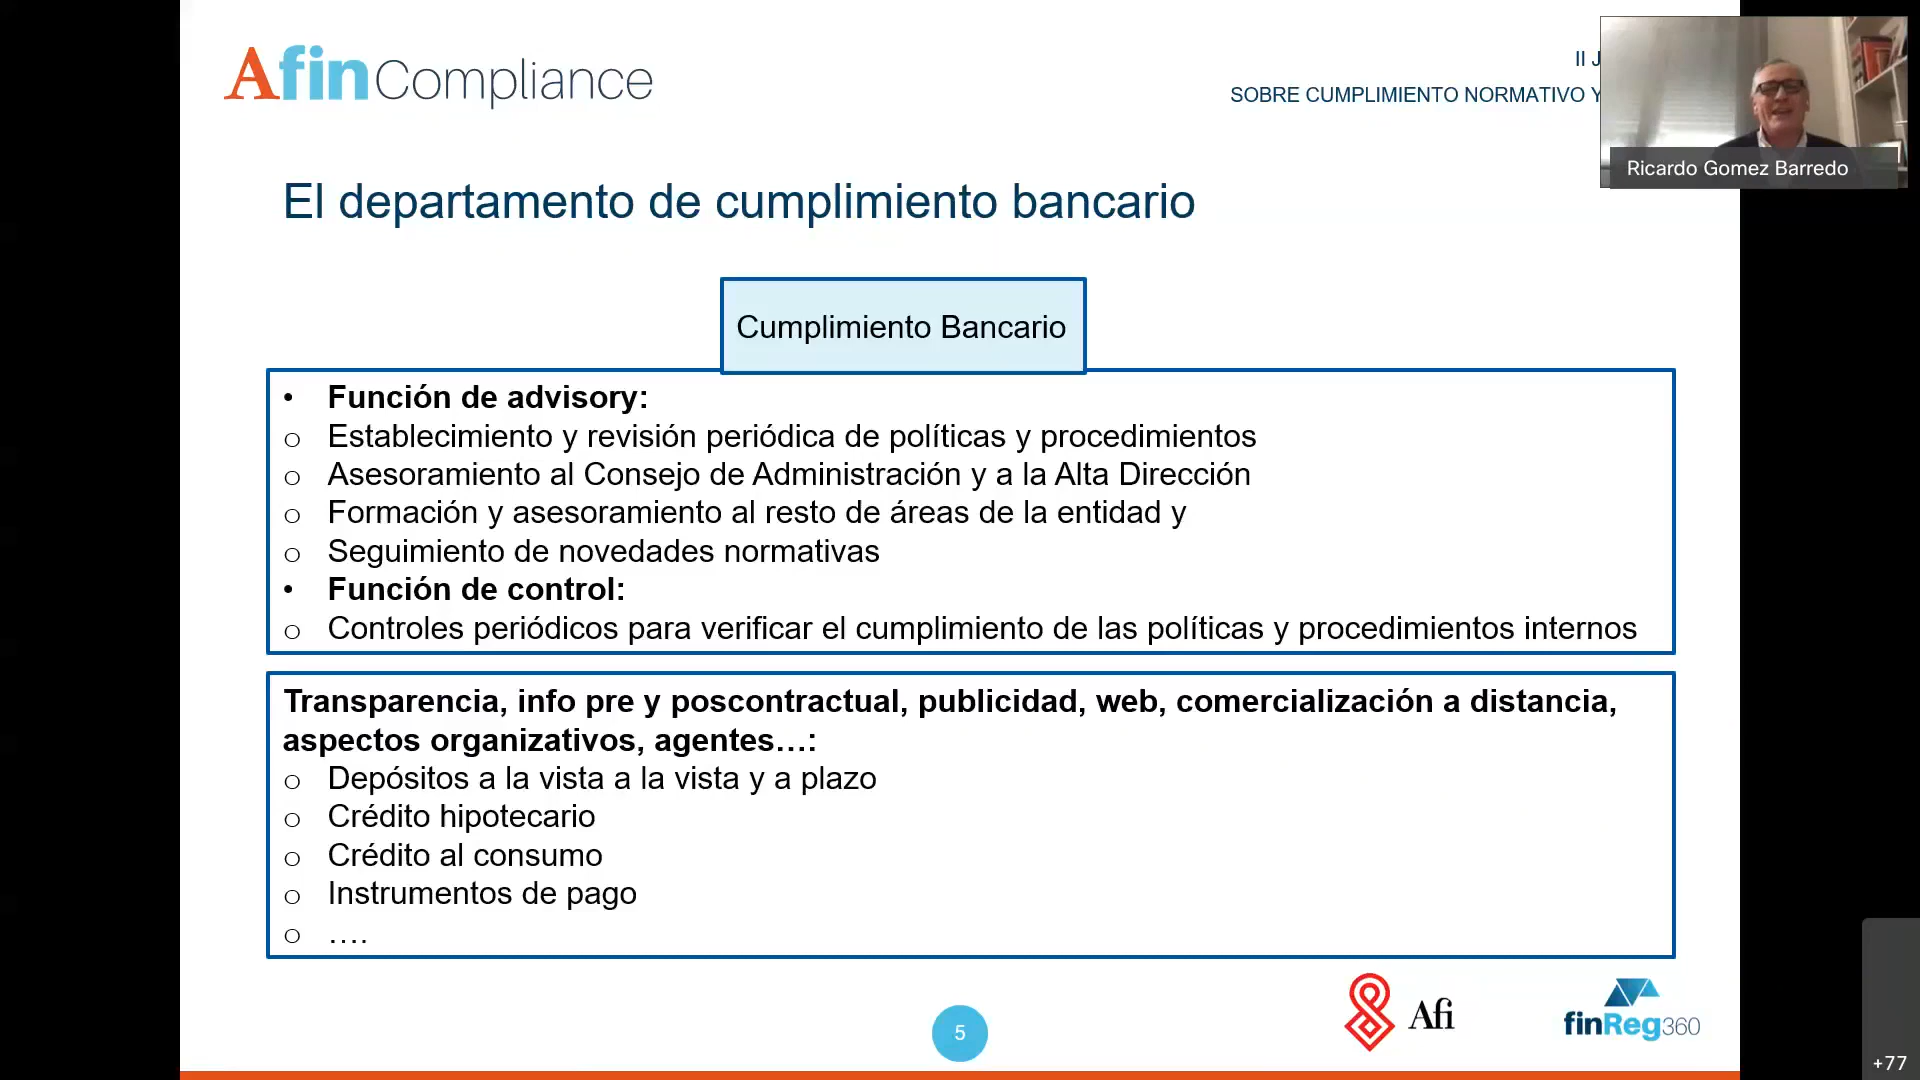 Afin Compliance
II J
SOBRE CUMPLIMIENTO NORMATIVO Y
Ricardo Gomez Barredo
El departamento de cumplimiento bancario
Cumplimiento Bancario
• Función de advisory:
o Establecimiento y revisión periódica de políticas y procedimientos
o Asesoramiento al Consejo de Administración y a la Alta Dirección
o Formación y asesoramiento al resto de áreas de la entidad y
o Seguimiento de novedades normativas
• Función de control:
o Controles periódicos para verificar el cumplimiento de las políticas y procedimientos internos
Transparencia, info pre y poscontractual, publicidad, web, comercialización a distancia,
aspectos organizativos, agentes…:
o Depósitos a la vista a la vista y a plazo
o Crédito hipotecario
o Crédito al consumo
o Instrumentos de pago
o ….
5
Afi
finReg360
+77